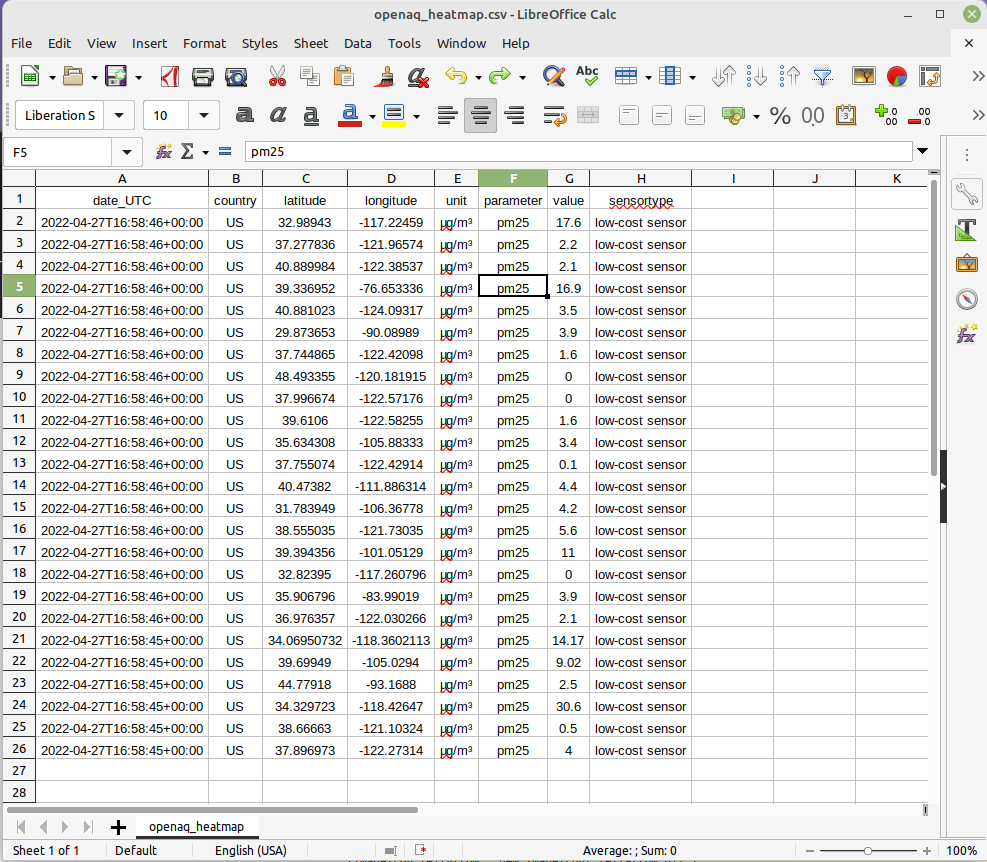 openaq_heatmap.csv - LibreOffice Calc
File Edit View Insert Format Styles Sheet Data Tools Window Help
Liberation S 10
F5 pm25
A B C D E F G H I J K
1 date_UTC country latitude longitude unit parameter value sensortype
2 2022-04-27T16:58:46+00:00 US 32.98943 -117.22459 µg/m³ pm25 17.6 low-cost sensor
3 2022-04-27T16:58:46+00:00 US 37.277836 -121.96574 µg/m³ pm25 2.2 low-cost sensor
4 2022-04-27T16:58:46+00:00 US 40.889984 -122.38537 µg/m³ pm25 2.1 low-cost sensor
5 2022-04-27T16:58:46+00:00 US 39.336952 -76.653336 µg/m³ pm25 16.9 low-cost sensor
6 2022-04-27T16:58:46+00:00 US 40.881023 -124.09317 µg/m³ pm25 3.5 low-cost sensor
7 2022-04-27T16:58:46+00:00 US 29.873653 -90.08989 µg/m³ pm25 3.9 low-cost sensor
8 2022-04-27T16:58:46+00:00 US 37.744865 -122.42098 µg/m³ pm25 1.6 low-cost sensor
9 2022-04-27T16:58:46+00:00 US 48.493355 -120.181915 µg/m³ pm25 0 low-cost sensor
10 2022-04-27T16:58:46+00:00 US 37.996674 -122.57176 µg/m³ pm25 0 low-cost sensor
11 2022-04-27T16:58:46+00:00 US 39.6106 -122.58255 µg/m³ pm25 1.6 low-cost sensor
12 2022-04-27T16:58:46+00:00 US 35.634308 -105.88333 µg/m³ pm25 3.4 low-cost sensor
13 2022-04-27T16:58:46+00:00 US 37.755074 -122.42914 µg/m³ pm25 0.1 low-cost sensor
14 2022-04-27T16:58:46+00:00 US 40.47382 -111.886314 µg/m³ pm25 4.4 low-cost sensor
15 2022-04-27T16:58:46+00:00 US 31.783949 -106.36778 µg/m³ pm25 4.2 low-cost sensor
16 2022-04-27T16:58:46+00:00 US 38.555035 -121.73035 µg/m³ pm25 5.6 low-cost sensor
17 2022-04-27T16:58:46+00:00 US 39.394356 -101.05129 µg/m³ pm25 11 low-cost sensor
18 2022-04-27T16:58:46+00:00 US 32.82395 -117.260796 µg/m³ pm25 0 low-cost sensor
19 2022-04-27T16:58:46+00:00 US 35.906796 -83.99019 µg/m³ pm25 3.9 low-cost sensor
20 2022-04-27T16:58:46+00:00 US 36.976357 -122.030266 µg/m³ pm25 2.1 low-cost sensor
21 2022-04-27T16:58:45+00:00 US 34.06950732 -118.3602113 µg/m³ pm25 14.17 low-cost sensor
22 2022-04-27T16:58:45+00:00 US 39.69949 -105.0294 µg/m³ pm25 9.02 low-cost sensor
23 2022-04-27T16:58:45+00:00 US 44.77918 -93.1688 µg/m³ pm25 2.5 low-cost sensor
24 2022-04-27T16:58:45+00:00 US 34.329723 -118.42647 µg/m³ pm25 30.6 low-cost sensor
25 2022-04-27T16:58:45+00:00 US 38.66663 -121.10324 µg/m³ pm25 0.5 low-cost sensor
26 2022-04-27T16:58:45+00:00 US 37.896973 -122.27314 µg/m³ pm25 4 low-cost sensor
27
28
openaq_heatmap
Sheet 1 of 1 Default English (USA) Average: ; Sum: 0 100%